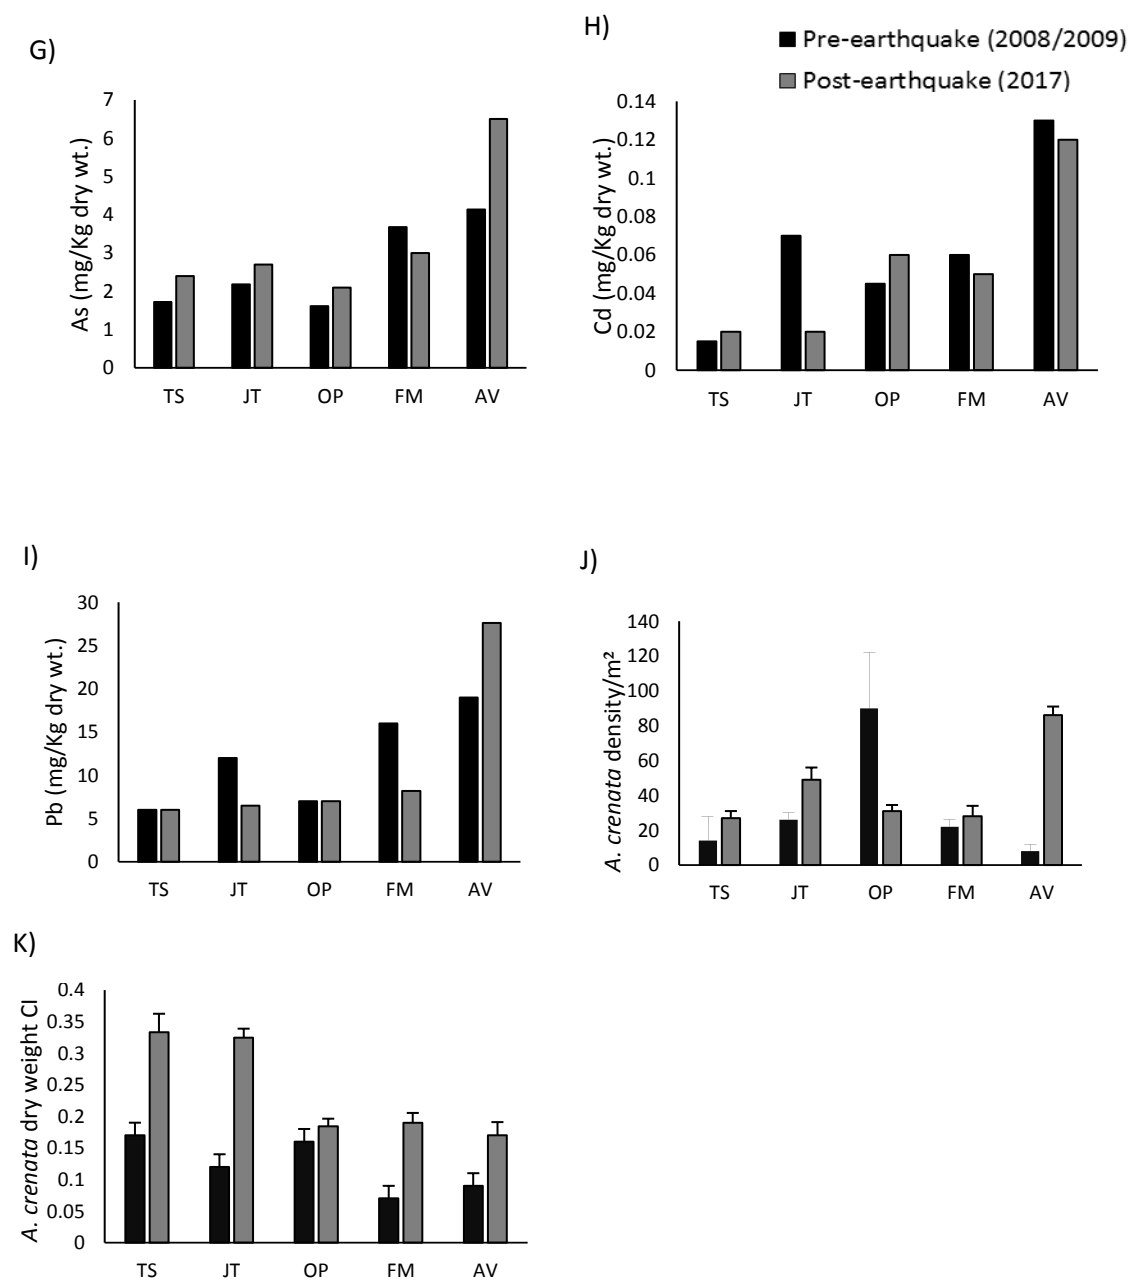 G)
H)
Pre-earthquake (2008/2009)
Post-earthquake (2017)
As (mg/Kg dry wt.)
7
6
5
4
3
2
1
0
TS JT OP FM AV
Cd (mg/Kg dry wt.)
0.14
0.12
0.1
0.08
0.06
0.04
0.02
0
TS JT OP FM AV
I)
J)
Pb (mg/Kg dry wt.)
30
25
20
15
10
5
0
TS JT OP FM AV
A. crenata density/m²
140
120
100
80
60
40
20
0
TS JT OP FM AV
K)
A. crenata dry weight CI
0.4
0.35
0.3
0.25
0.2
0.15
0.1
0.05
0
TS JT OP FM AV